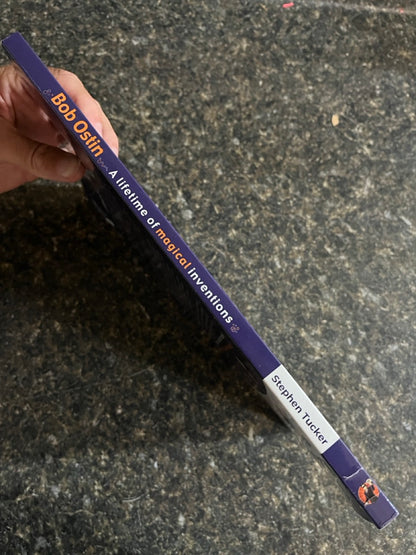 Bob Ostin
A lifetime of magical inventions
Stephen Tucker